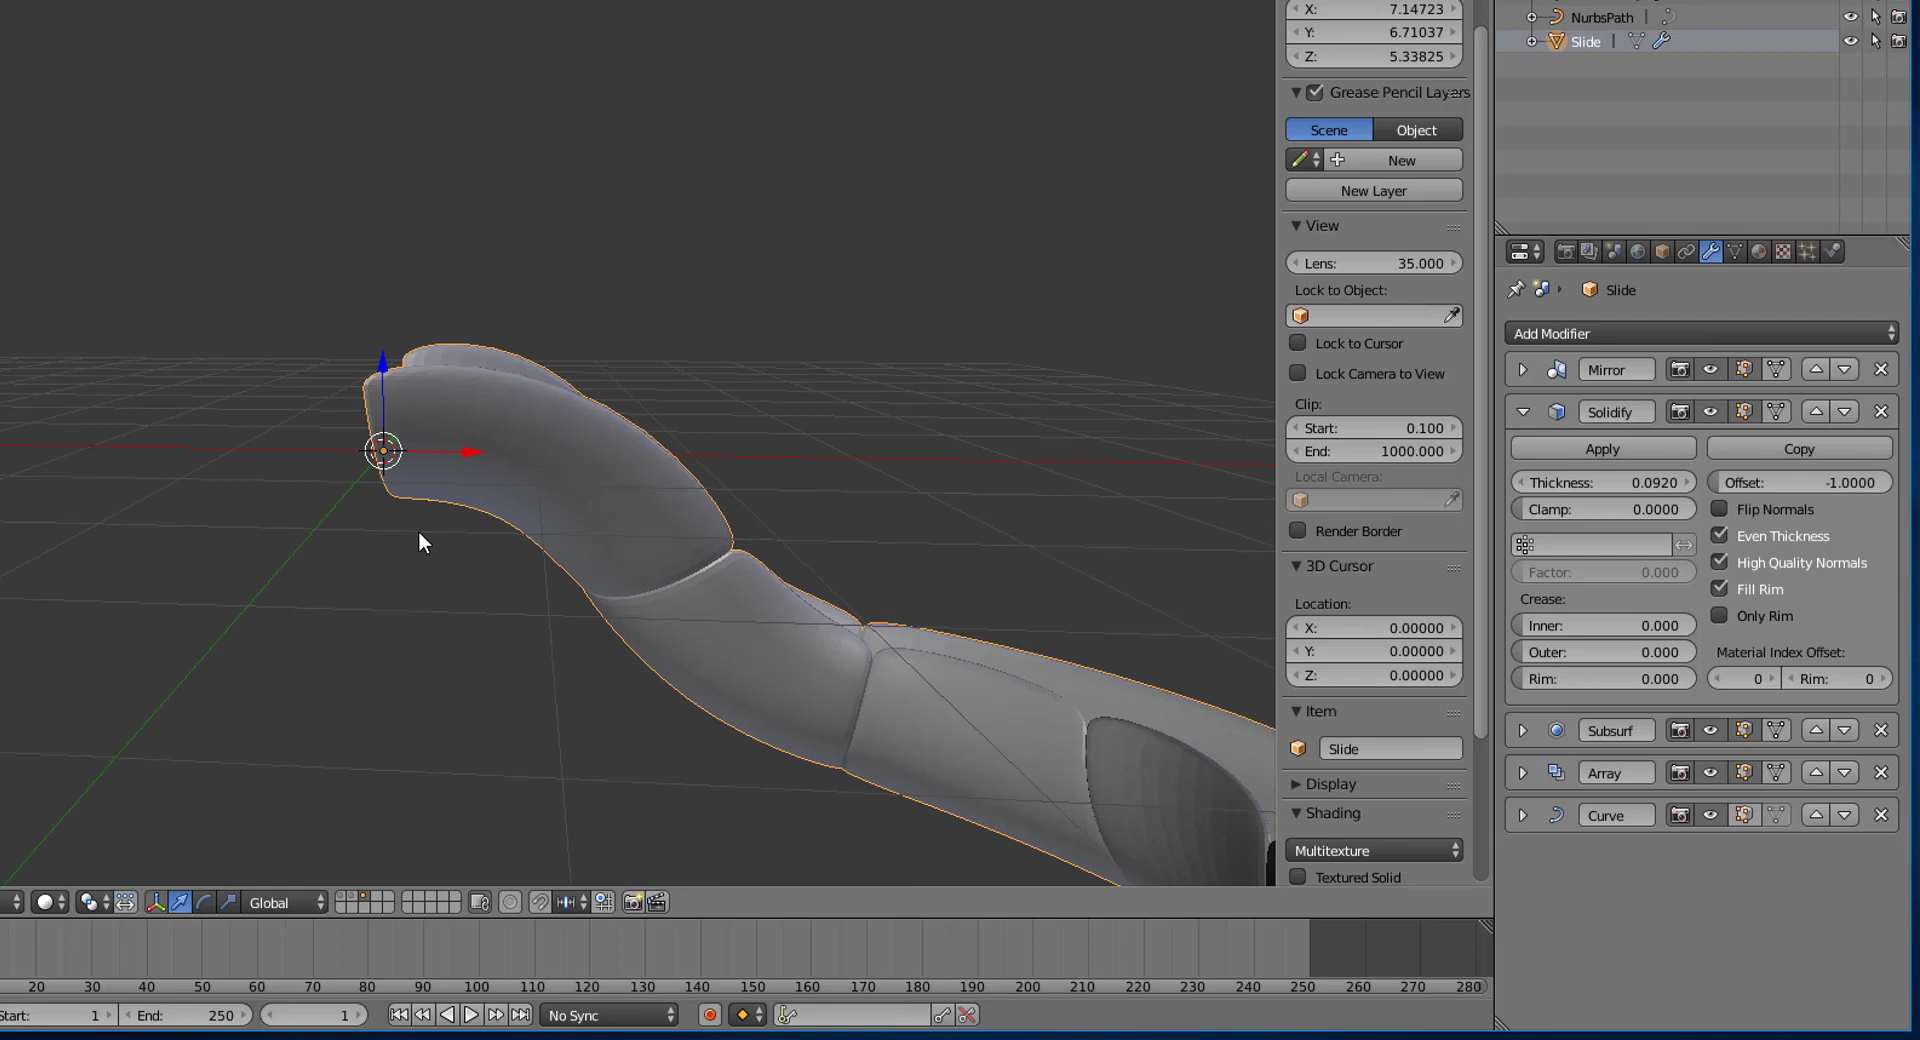 X: 7.14723
Y: 6.71037
Z: 5.33825
Grease Pencil Layers
Scene Object
New
New Layer
View
Lens: 35.000
Lock to Object:
Lock to Cursor
Lock Camera to View
Clip:
Start: 0.100
End: 1000.000
Local Camera:
Render Border
3D Cursor
Location:
X: 0.00000
Y: 0.00000
Z: 0.00000
Item
Slide
Display
Shading
Multitexture
Textured Solid
NurbsPath
Slide
Slide
Add Modifier
Mirror
Solidify
Apply Copy
Thickness: 0.0920 Offset: -1.0000
Clamp: 0.0000 Flip Normals
Even Thickness
High Quality Normals
Factor: 0.000 Fill Rim
Crease:
Only Rim
Inner: 0.000
Outer: 0.000 Material Index Offset:
Rim: 0.000 0 Rim: 0
Subsurf
Array
Curve
Global
20 30 40 50 60 70 80 90 100 110 120 130 140 150 160 170 180 190 200 210 220 230 240 250 260 270 280
Start: 1 End: 250 1 No Sync